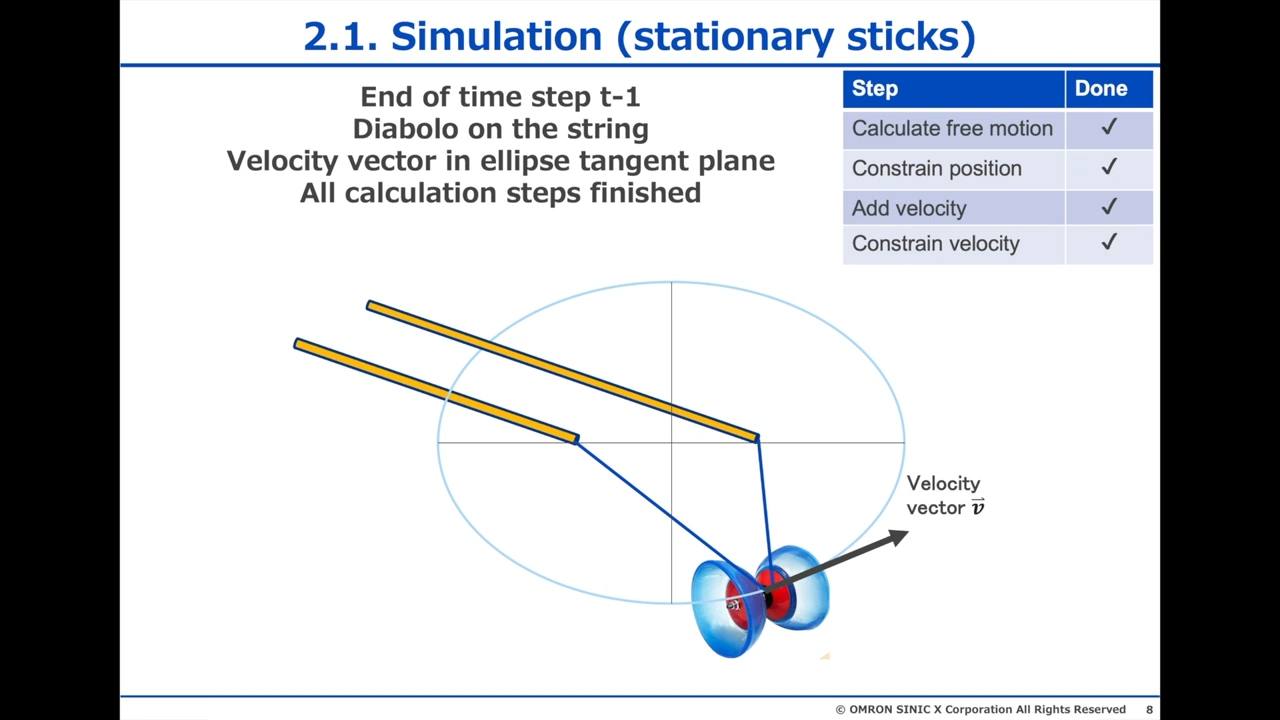 2.1. Simulation (stationary sticks)
End of time step t-1
Diabolo on the string
Velocity vector in ellipse tangent plane
All calculation steps finished
Step Done
Calculate free motion ✓
Constrain position ✓
Add velocity ✓
Constrain velocity ✓
Velocity
vector v⃗
© OMRON SINIC X Corporation All Rights Reserved 8